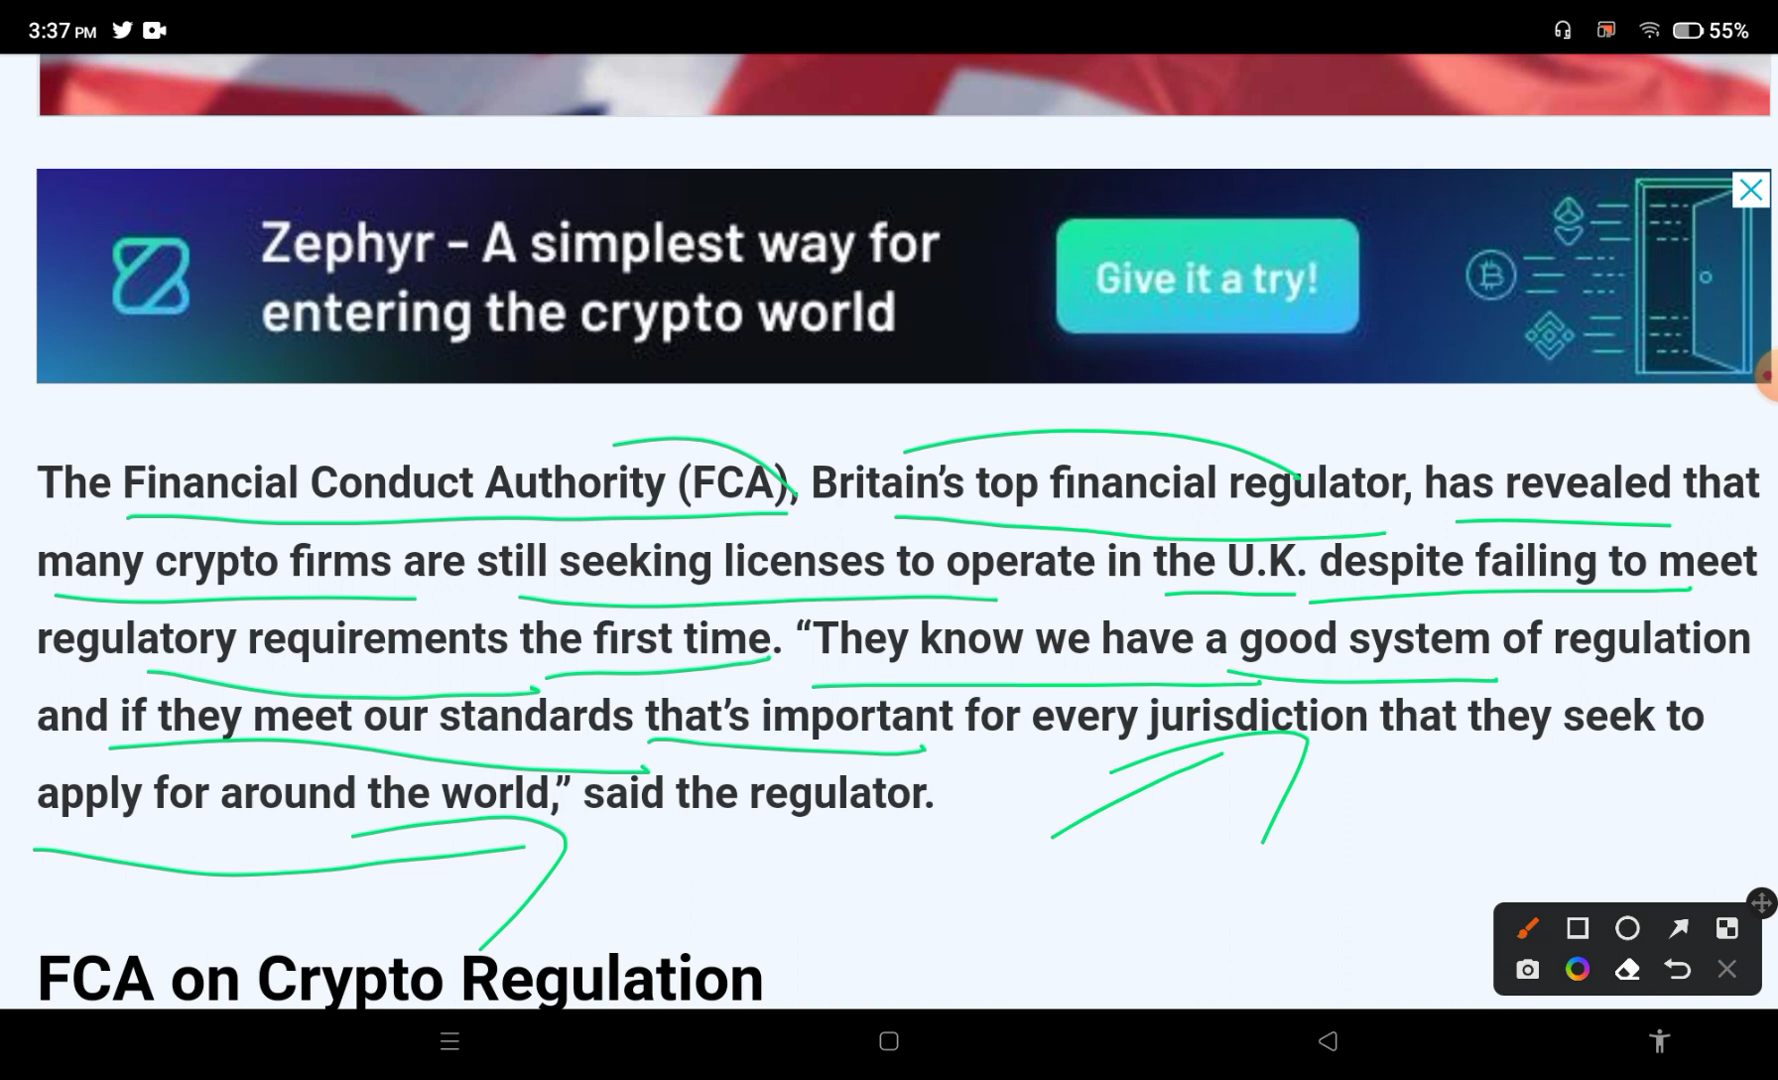 3:37 PM
55%
Zephyr - A simplest way for
entering the crypto world
Give it a try!
The Financial Conduct Authority (FCA), Britain’s top financial regulator, has revealed that
many crypto firms are still seeking licenses to operate in the U.K. despite failing to meet
regulatory requirements the first time. “They know we have a good system of regulation
and if they meet our standards that’s important for every jurisdiction that they seek to
apply for around the world,” said the regulator.
FCA on Crypto Regulation